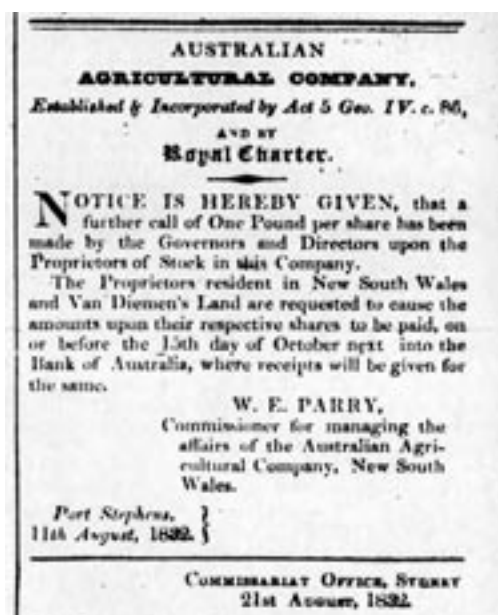 AUSTRALIAN
AGRICULTURAL COMPANY,
Established & Incorporated by Act 5 Geo. IV. c. 86,
AND BY
Royal Charter.
NOTICE IS HEREBY GIVEN, that a
further call of One Pound per share has been
made by the Governors and Directors upon the
Proprietors of Stock in this Company.
The Proprietors resident in New South Wales
and Van Diemen's Land are requested to cause the
amounts upon their respective shares to be paid, on
or before the 15th day of October next into the
Bank of Australia, where receipts will be given for
the same.
W. E. PARRY,
Commissioner for managing the
affairs of the Australian Agri-
cultural Company, New South
Wales.
Port Stephens,
11th August, 1832.
COMMISSARIAT OFFICE, SYDNEY
21st AUGUST, 1832.